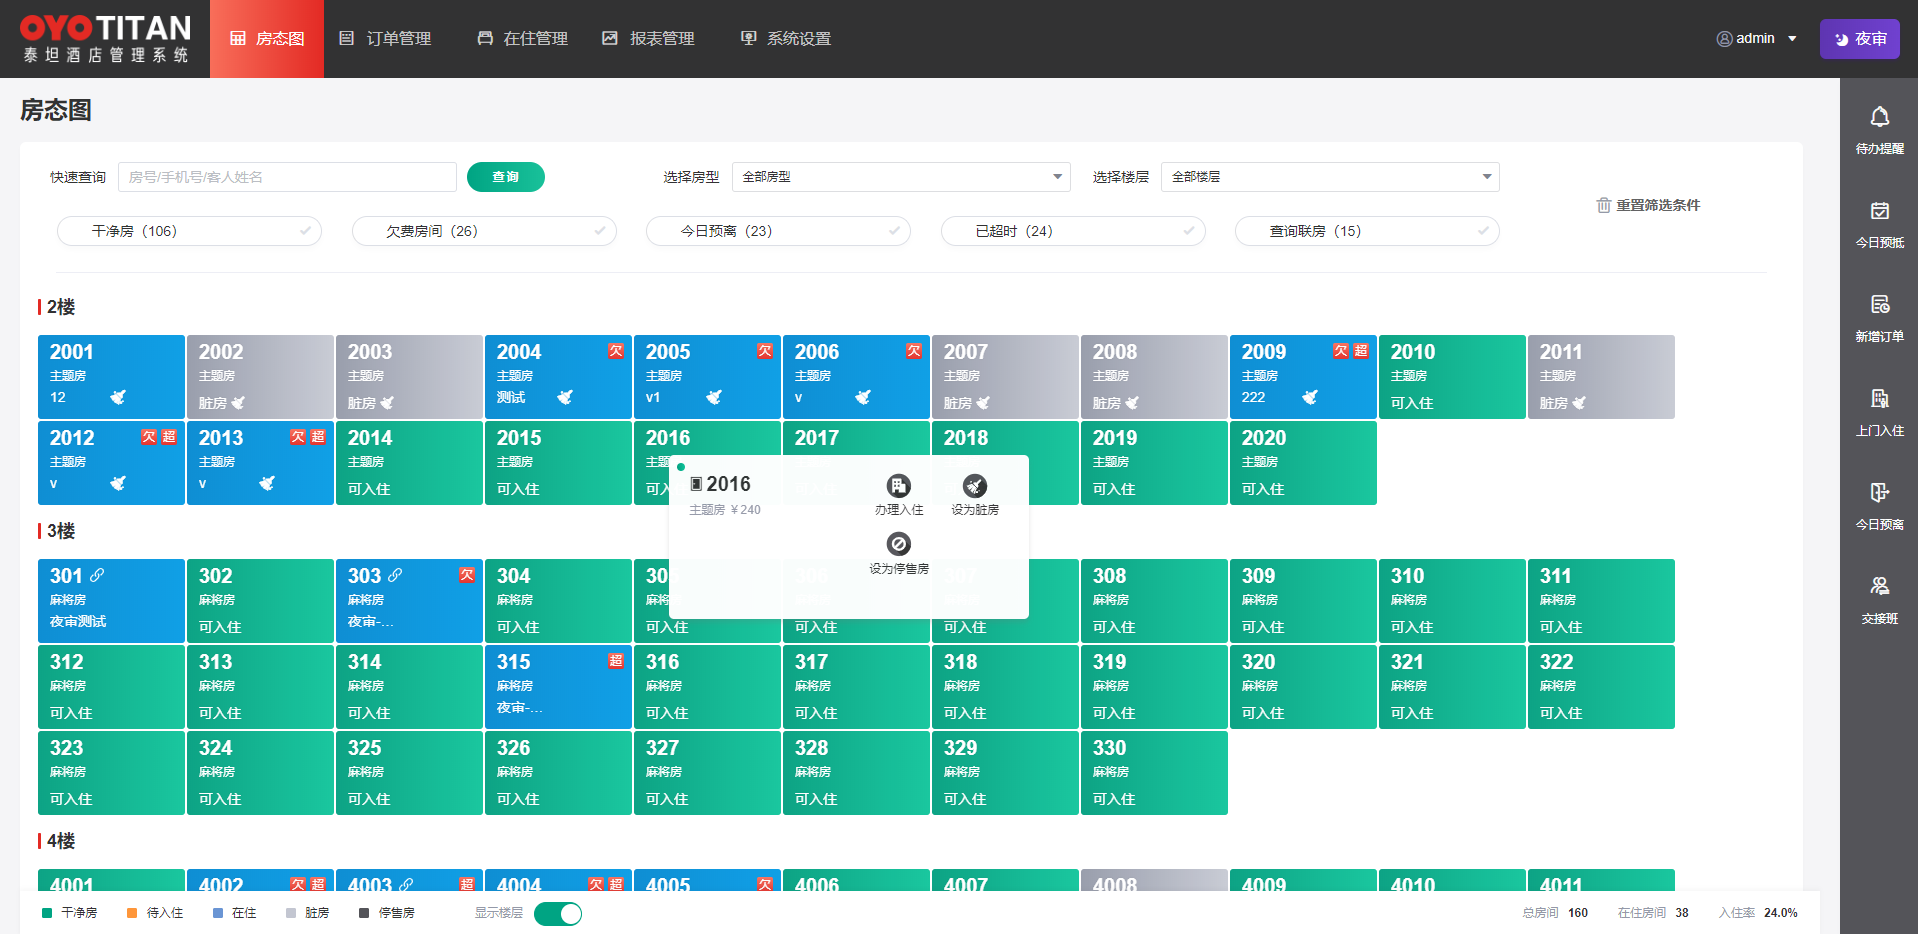 OYO TITAN
泰坦酒店管理系统
房态图
订单管理
在住管理
报表管理
系统设置
admin
夜审
房态图
快速查询 房号/手机号/客人姓名 查询 选择房型 全部房型 选择楼层 全部楼层
重置筛选条件
干净房（106） 欠费房间（26） 今日预离（23） 已超时（24） 查询联房（15）
待办提醒
今日预抵
新增订单
上门入住
今日预离
交接班
2楼
2001 2002 2003 2004 欠 2005 欠 2006 欠 2007 2008 2009 欠 超 2010 2011
主题房 主题房 主题房 主题房 主题房 主题房 主题房 主题房 主题房 主题房 主题房
12 脏房 脏房 测试 v1 v 脏房 脏房 222 可入住 脏房
2012 欠 超 2013 欠 超 2014 2015 2016 2017 2018 2019 2020
主题房 主题房 主题房 主题房 主题 主题房 主题房
v v 可入住 可入住 可入 可入住 可入住
2016
主题房 ￥240
办理入住 设为脏房
设为停售房
3楼
301 302 303 欠 304 305 306 307 308 309 310 311
麻将房 麻将房 麻将房 麻将房 麻将 麻将房 麻将房 麻将房 麻将房
夜审测试 可入住 夜审-... 可入住 可入住 可入住 可入住 可入住 可入住 可入住 可入住
312 313 314 315 超 316 317 318 319 320 321 322
麻将房 麻将房 麻将房 麻将房 麻将房 麻将房 麻将房 麻将房 麻将房 麻将房 麻将房
可入住 可入住 可入住 夜审-... 可入住 可入住 可入住 可入住 可入住 可入住 可入住
323 324 325 326 327 328 329 330
麻将房 麻将房 麻将房 麻将房 麻将房 麻将房 麻将房 麻将房
可入住 可入住 可入住 可入住 可入住 可入住 可入住 可入住
4楼
4001 4002 欠 超 4003 超 4004 欠 超 4005 欠 4006 4007 4008 4009 4010 4011
干净房 待入住 在住 脏房 停售房 显示楼层 总房间 160 在住房间 38 入住率 24.0%